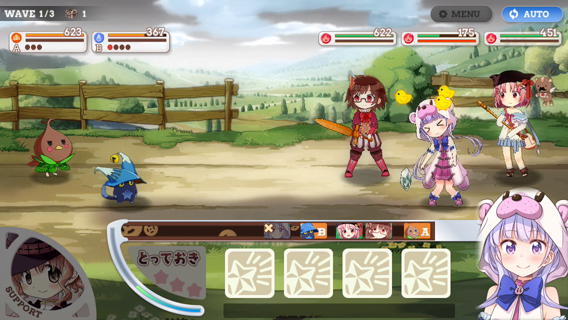 WAVE 1/3 1
MENU
AUTO
623
A
367
B
622
175
451
B
A
とっておき
SUPPORT